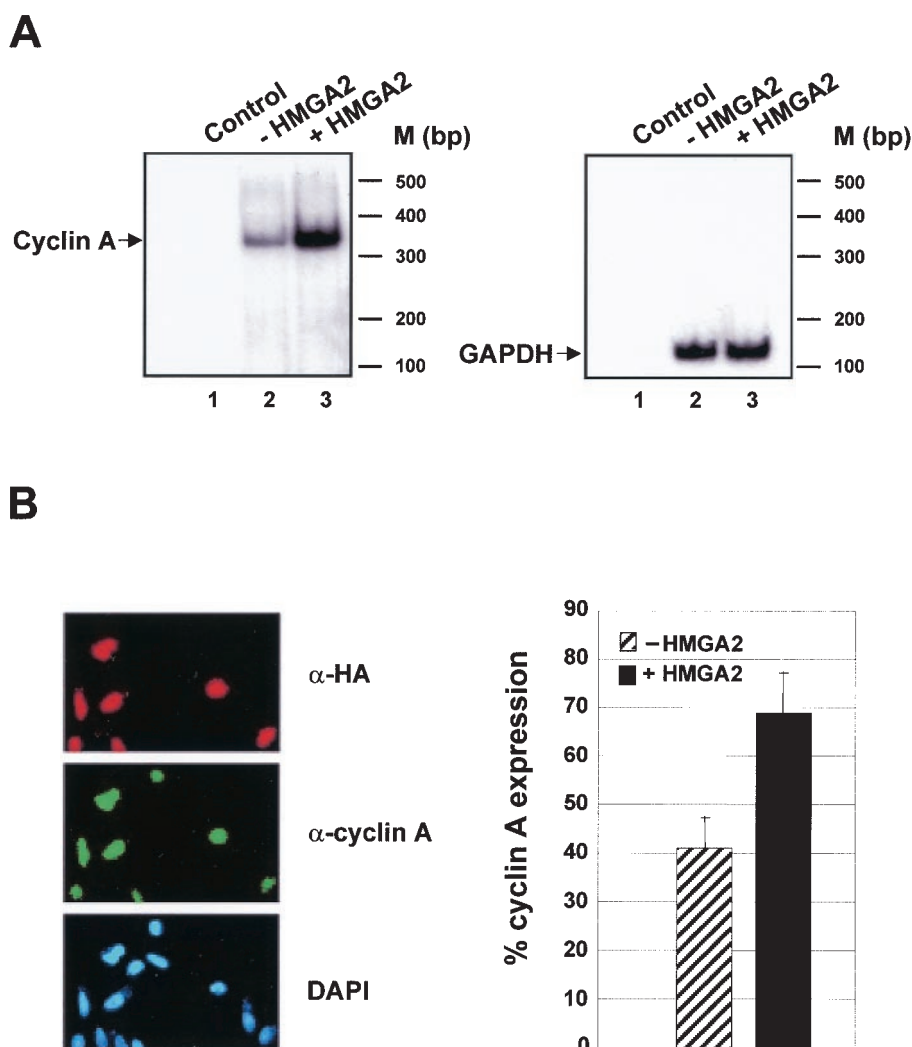 A
Control
- HMGA2
+ HMGA2
M (bp)
500
400
Cyclin A
300
200
100
1 2 3
Control
- HMGA2
+ HMGA2
M (bp)
500
400
300
200
GAPDH
100
1 2 3
B
α-HA
α-cyclin A
DAPI
% cyclin A expression
90
80
70
60
50
40
30
20
10
0
– HMGA2
+ HMGA2